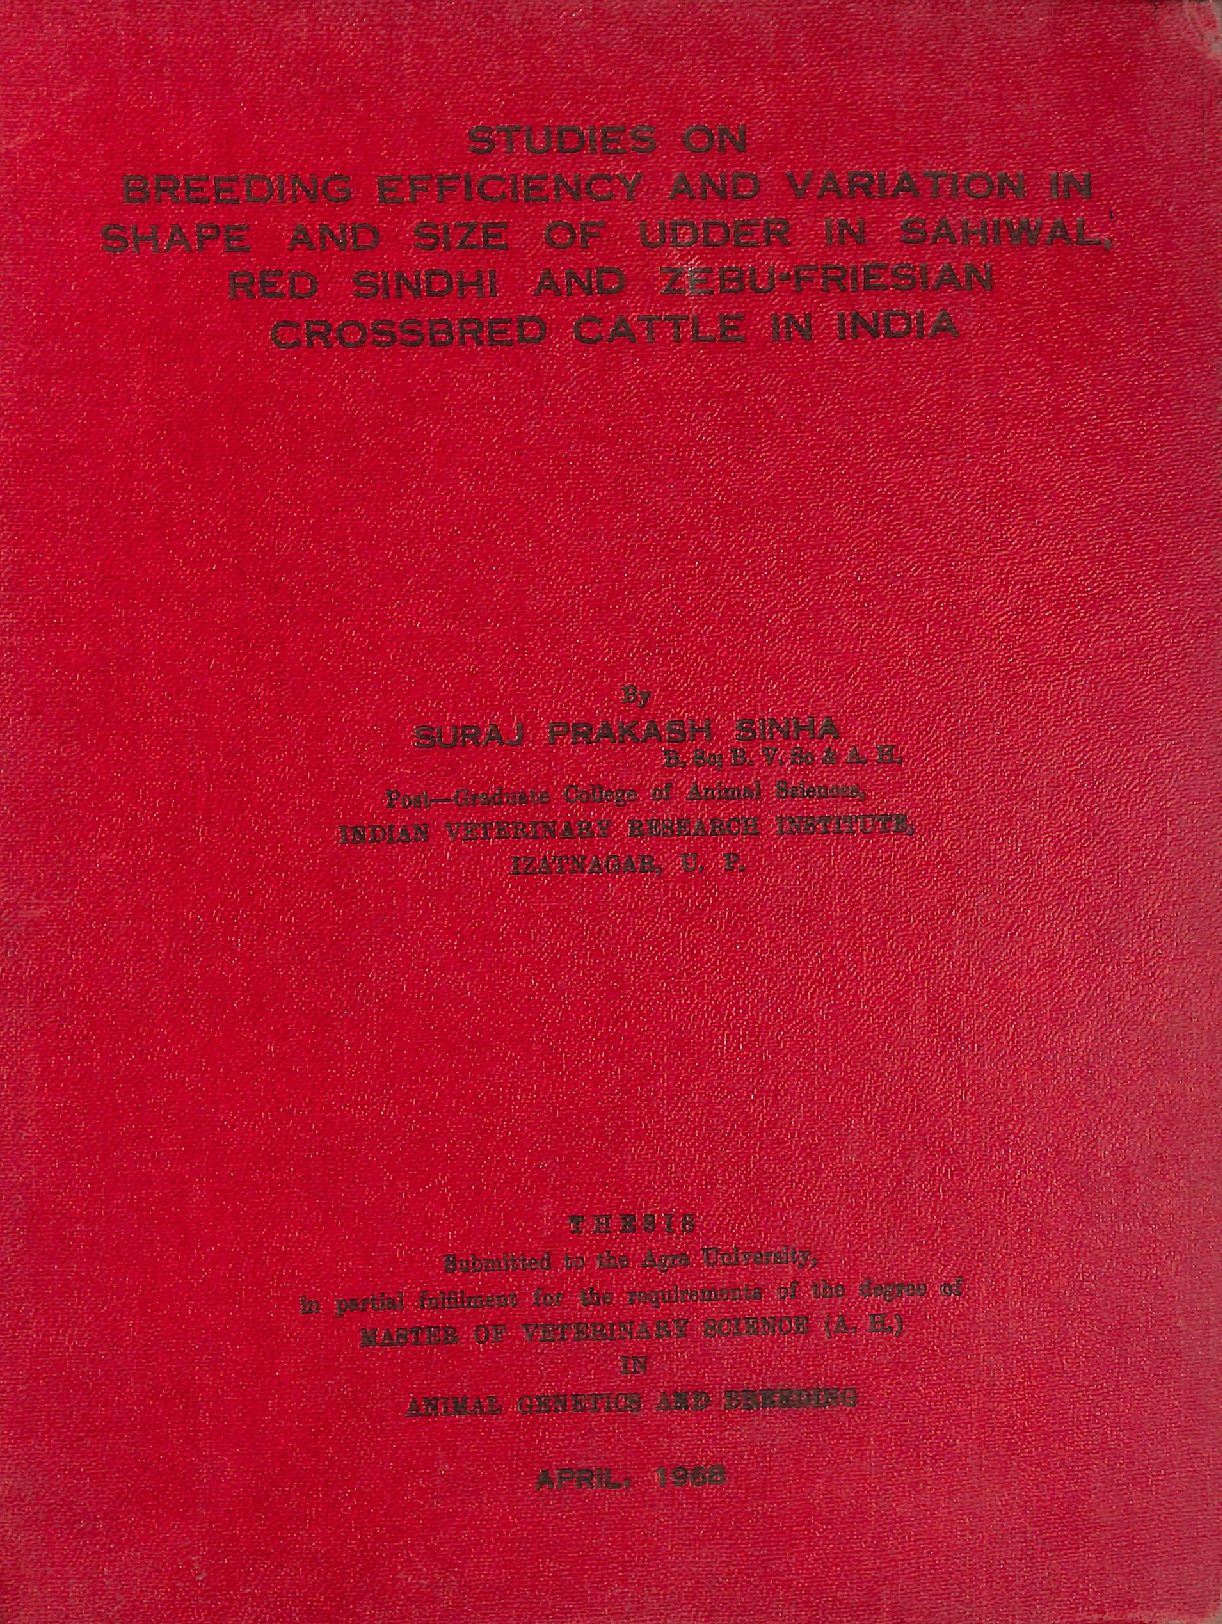 STUDIES ON
BREEDING EFFICIENCY AND VARIATION IN
SHAPE AND SIZE OF UDDER IN SAHIWAL,
RED SINDHI AND ZEBU-FRIESIAN
CROSSBRED CATTLE IN INDIA
By
SURAJ PRAKASH SINHA
B. Sc; B. V. Sc & A. H.
Post—Graduate College of Animal Sciences,
INDIAN VETERINARY RESEARCH INSTITUTE,
IZATNAGAR, U. P.
THESIS
Submitted to the Agra University,
in partial fulfilment for the requirements of the degree of
MASTER OF VETERINARY SCIENCE (A. H.)
IN
ANIMAL GENETICS AND BREEDING
APRIL, 1968